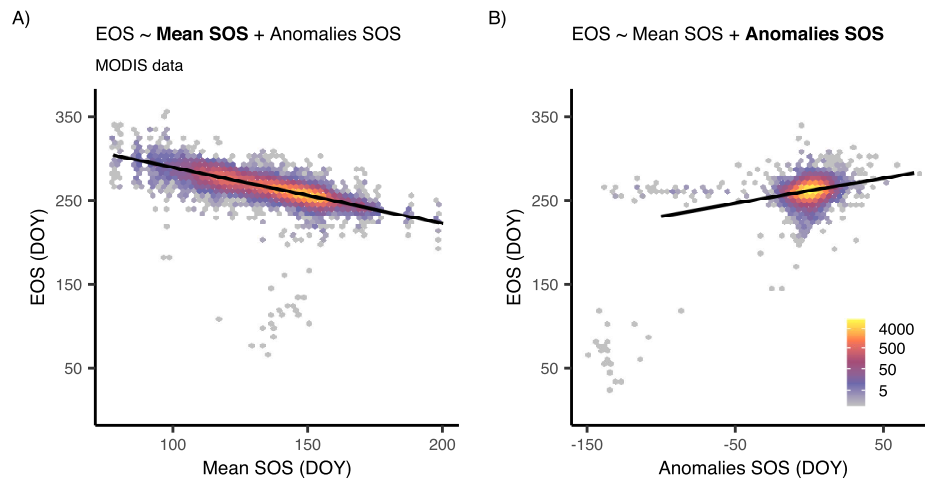 A)
EOS ~ Mean SOS + Anomalies SOS
MODIS data
EOS (DOY)
350
250
150
50
100
150
200
Mean SOS (DOY)
B)
EOS ~ Mean SOS + Anomalies SOS
EOS (DOY)
350
250
150
50
4000
500
50
5
-150
-50
50
Anomalies SOS (DOY)